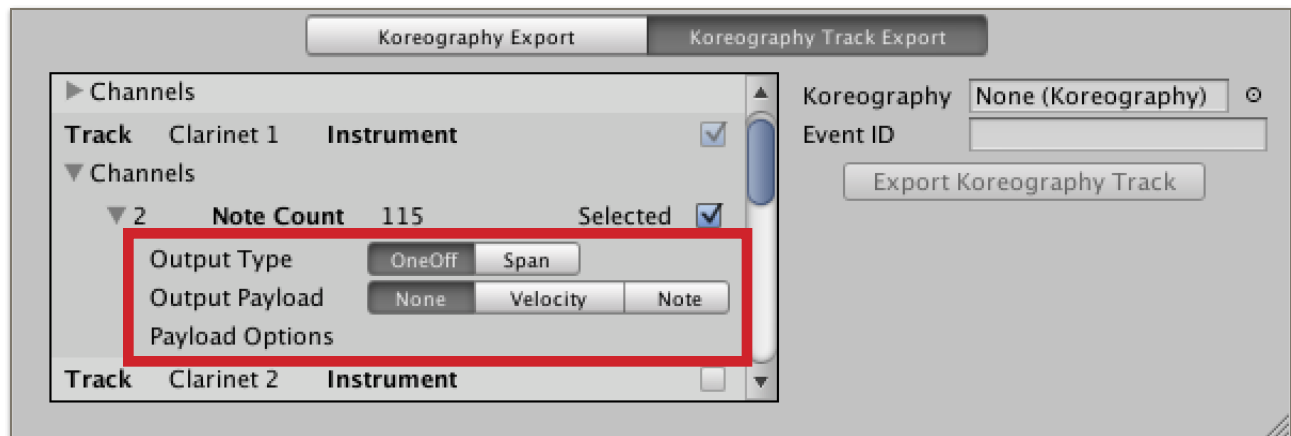 Koreography Export Koreography Track Export
Channels
Track Clarinet 1 Instrument
Channels
2 Note Count 115 Selected
Output Type OneOff Span
Output Payload None Velocity Note
Payload Options
Track Clarinet 2 Instrument
Koreography None (Koreography)
Event ID
Export Koreography Track